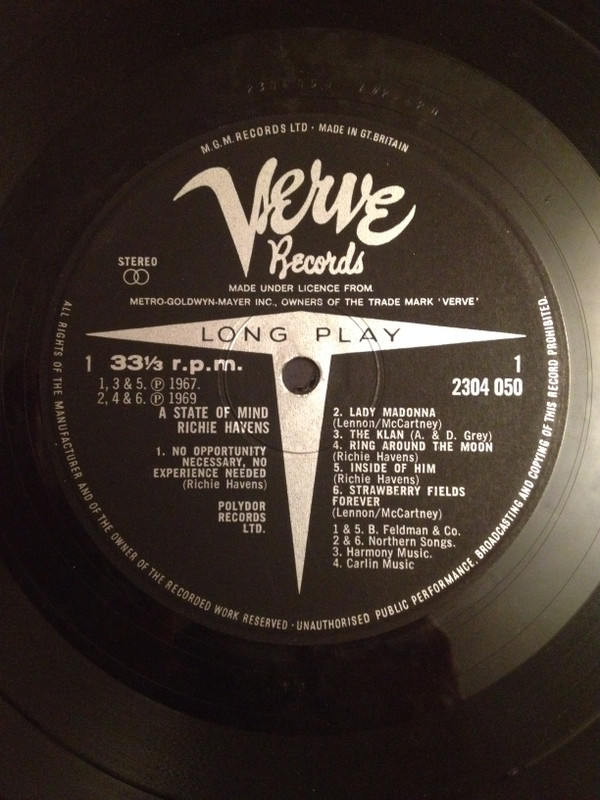 M.G.M. RECORDS LTD · MADE IN GT. BRITAIN
Verve
Records
STEREO
MADE UNDER LICENCE FROM
METRO-GOLDWYN-MAYER INC., OWNERS OF THE TRADE MARK 'VERVE'
LONG PLAY
1 33⅓ r.p.m.
1, 3 & 5. Ⓟ 1967.
2, 4 & 6. Ⓟ 1969
A STATE OF MIND
RICHIE HAVENS
1. NO OPPORTUNITY
NECESSARY, NO
EXPERIENCE NEEDED
(Richie Havens)
POLYDOR
RECORDS
LTD.
1
2304 050
2. LADY MADONNA
(Lennon/McCartney)
3. THE KLAN (A. & D. Grey)
4. RING AROUND THE MOON
(Richie Havens)
5. INSIDE OF HIM
(Richie Havens)
6. STRAWBERRY FIELDS
FOREVER
(Lennon/McCartney)
1 & 5. B. Feldman & Co.
2 & 6. Northern Songs.
3. Harmony Music.
4. Carlin Music
ALL RIGHTS OF THE MANUFACTURER AND OF THE OWNER OF THE RECORDED WORK RESERVED · UNAUTHORISED PUBLIC PERFORMANCE, BROADCASTING AND COPYING OF THIS RECORD PROHIBITED.